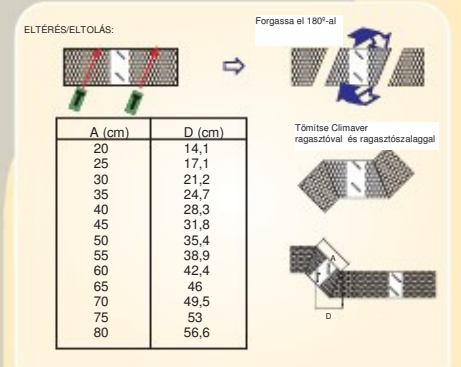 ELTÉRÉS/ELTOLÁS:
Forgassa el 180º-al
A (cm) D (cm)
20 14,1
25 17,1
30 21,2
35 24,7
40 28,3
45 31,8
50 35,4
55 38,9
60 42,4
65 46
70 49,5
75 53
80 56,6
Tömítse Climaver
ragasztóval és ragasztószalaggal
A
D